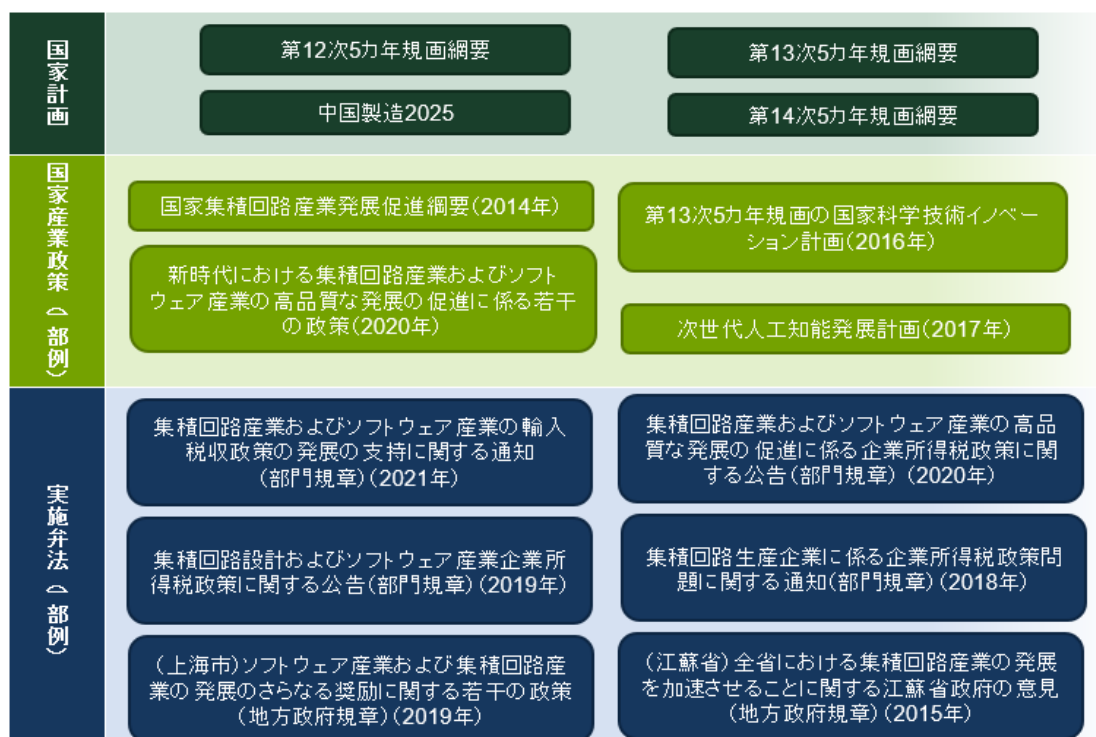 国家計画
第12次5カ年規画綱要
第13次5カ年規画綱要
中国製造2025
第14次5カ年規画綱要
国家産業政策(部例)
国家集積回路産業発展促進綱要(2014年)
第13次5カ年規画の国家科学技術イノベー
ション計画(2016年)
新時代における集積回路産業およびソフト
ウェア産業の高品質な発展の促進に係る若干
の政策(2020年)
次世代人工知能発展計画(2017年)
実施弁法(部例)
集積回路産業およびソフトウェア産業の輸入
税収政策の発展の支持に関する通知
(部門規章)(2021年)
集積回路産業およびソフトウェア産業の高品
質な発展の促進に係る企業所得税政策に関
する公告(部門規章) (2020年)
集積回路設計およびソフトウェア産業企業所
得税政策に関する公告(部門規章)(2019年)
集積回路生産企業に係る企業所得税政策問
題に関する通知(部門規章)(2018年)
(上海市)ソフトウェア産業および集積回路産
業の発展のさらなる奨励に関する若干の政策
(地方政府規章)(2019年)
(江蘇省)全省における集積回路産業の発展
を加速させることに関する江蘇省政府の意見
(地方政府規章)(2015年)